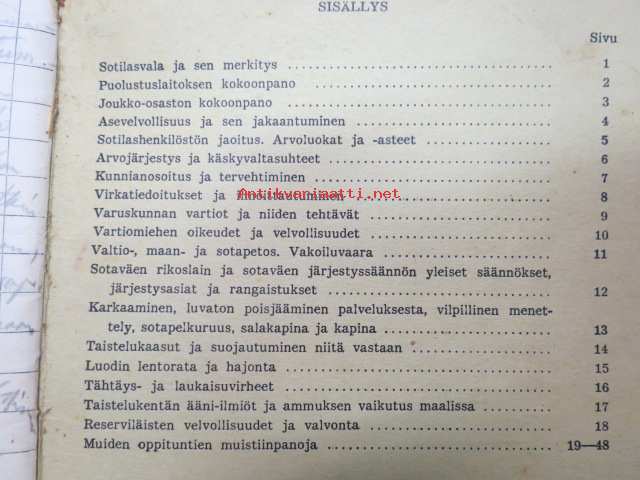 SISÄLLYS
Sivu
Sotilasvala ja sen merkitys 1
Puolustuslaitoksen kokoonpano 2
Joukko-osaston kokoonpano 3
Asevelvollisuus ja sen jakaantuminen 4
Sotilashenkilöstön jaoitus. Arvoluokat ja -asteet 5
Arvojärjestys ja käskyvaltasuhteet 6
Kunnianosoitus ja tervehtiminen 7
Antikvarinatti.net
Virkatiedoitukset ja ilmoittautuminen 8
Varuskunnan vartiot ja niiden tehtävät 9
Vartiomiehen oikeudet ja velvollisuudet 10
Valtio-, maan- ja sotapetos. Vakoiluvaara 11
Sotaväen rikoslain ja sotaväen järjestyssäännön yleiset säännökset,
järjestysasiat ja rangaistukset 12
Karkaaminen, luvaton poisjääminen palveluksesta, vilpillinen menet-
tely, sotapelkuruus, salakapina ja kapina 13
Taistelukaasut ja suojautuminen niitä vastaan 14
Luodin lentorata ja hajonta 15
Tähtäys- ja laukaisuvirheet 16
Taistelukentän ääni-ilmiöt ja ammuksen vaikutus maalissa 17
Reserviläisten velvollisuudet ja valvonta 18
Muiden oppituntien muistiinpanoja 19—48